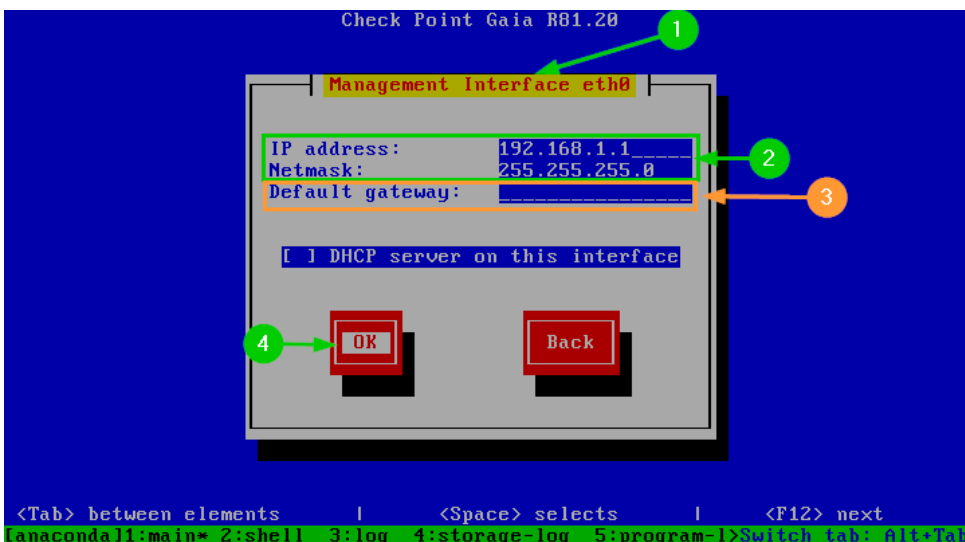 Check Point Gaia R81.20
1
Management Interface eth0
IP address: 192.168.1.1_____
Netmask: 255.255.255.0
2
Default gateway: ________________
3
[ ] DHCP server on this interface
4
OK Back
<Tab> between elements | <Space> selects | <F12> next
[anaconda]1:main* 2:shell 3:log 4:storage-log 5:program-l>Switch tab: Alt+Tab